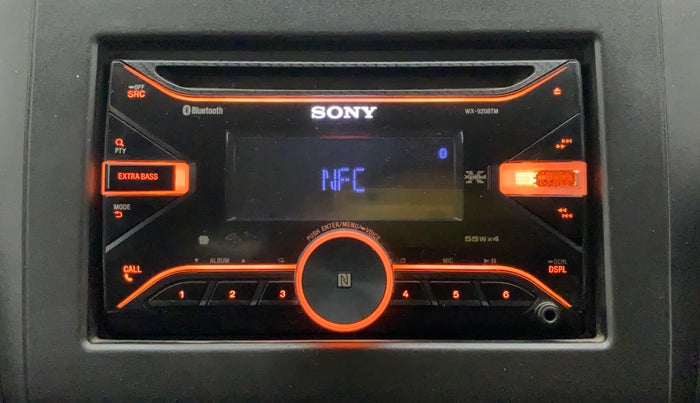 OFF
SRC
Bluetooth
SONY
WX-920BTM
PTY
EXTRA BASS
NFC
MODE
PUSH ENTER/MENU/ VOICE
55W x 4
CALL
ALBUM
MIC
SCRL
DSPL
1 2 3 4 5 6
N